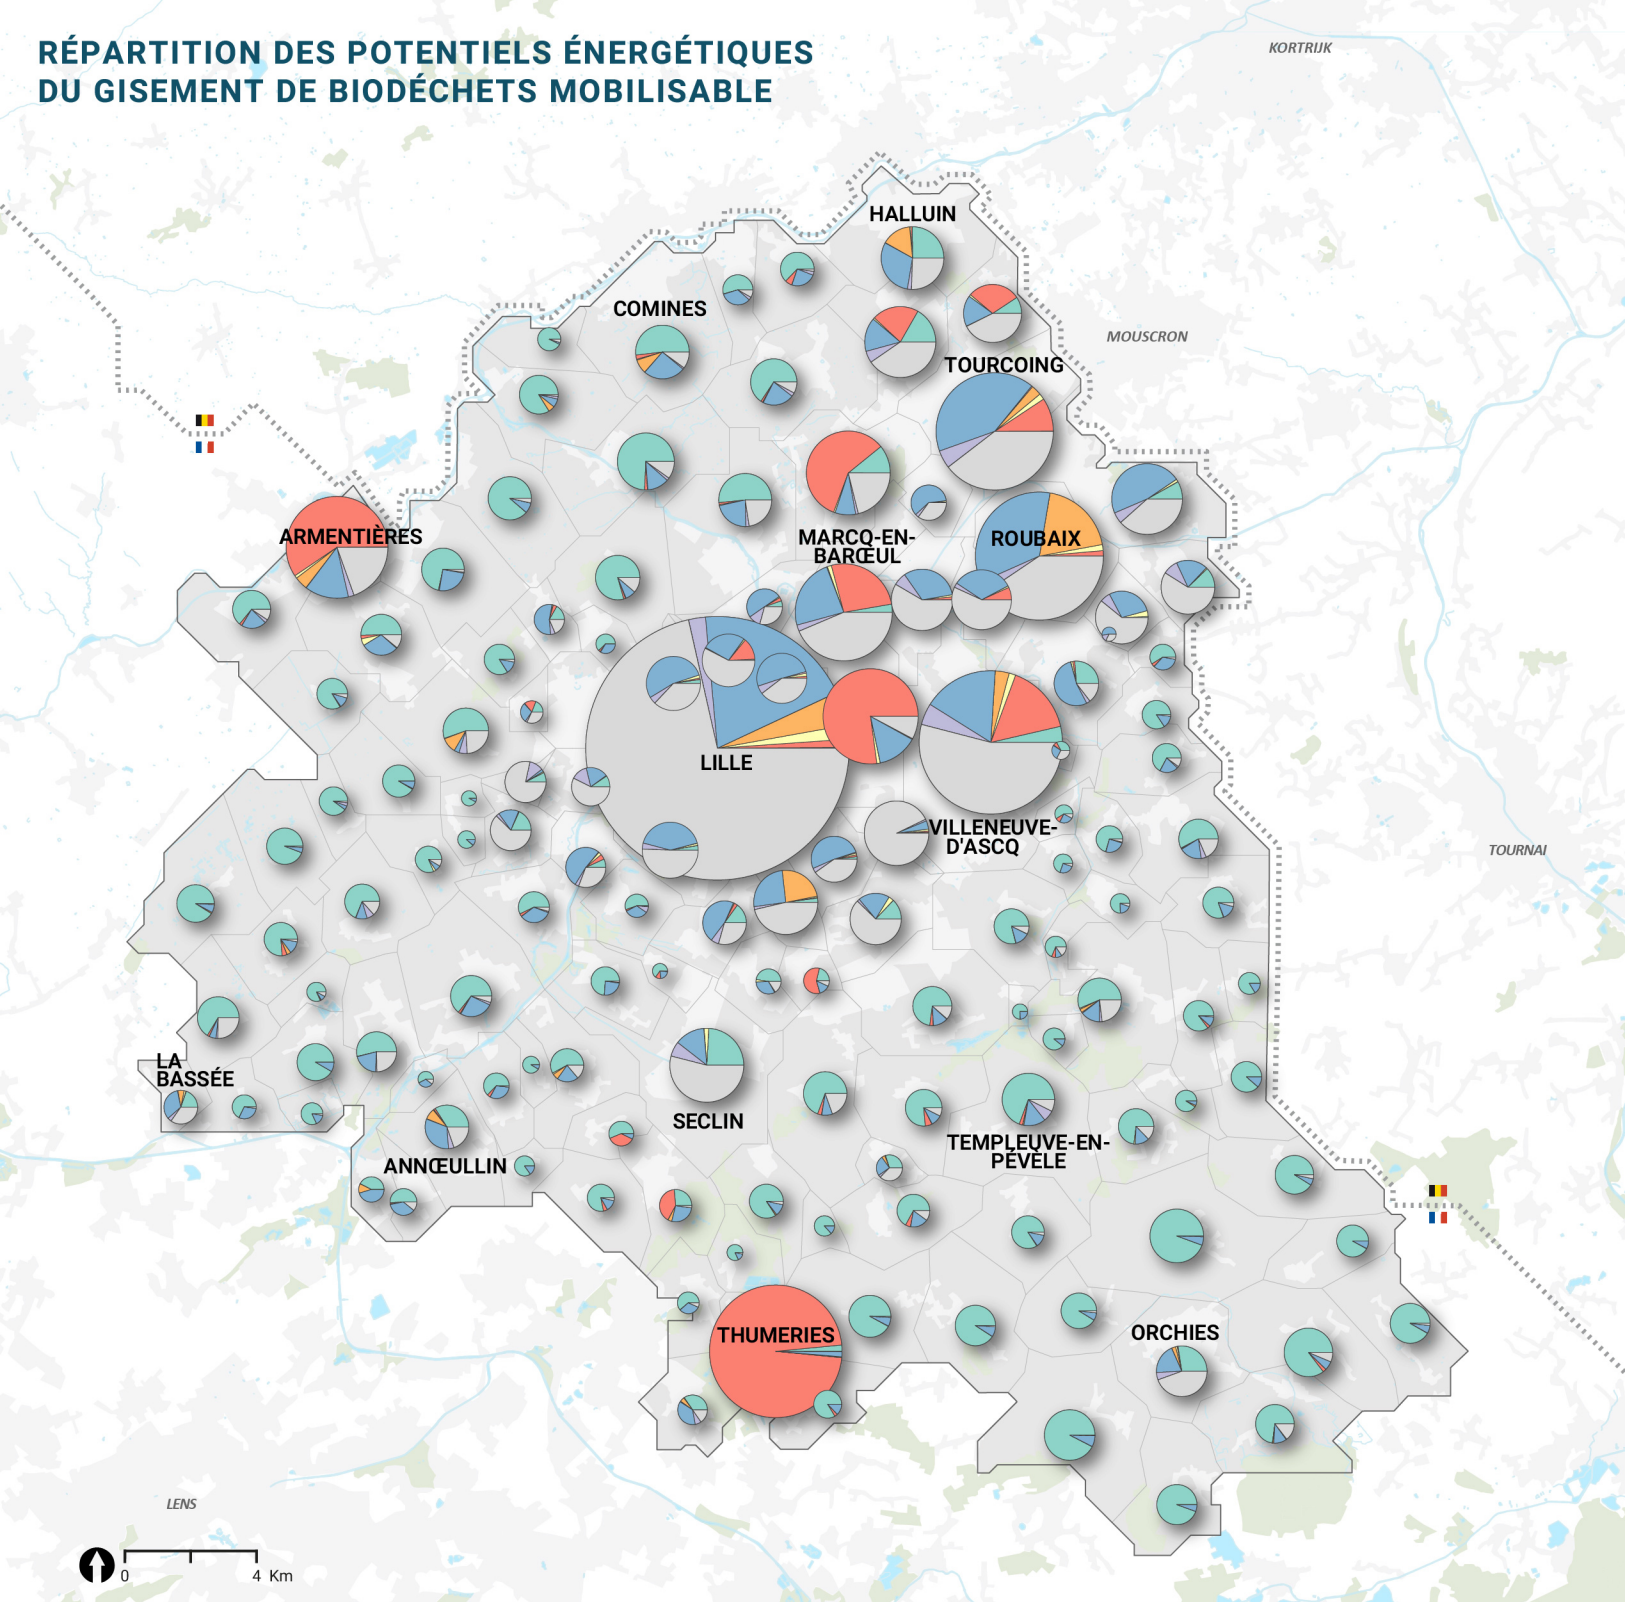 RÉPARTITION DES POTENTIELS ÉNERGÉTIQUES
DU GISEMENT DE BIODÉCHETS MOBILISABLE
KORTRIJK
HALLUIN
COMINES
MOUSCRON
TOURCOING
ARMENTIÈRES
MARCQ-EN-
BARŒUL
ROUBAIX
LILLE
VILLENEUVE-
D'ASCQ
TOURNAI
LA
BASSÉE
SECLIN
TEMPLEUVE-EN-
PÉVÈLE
ANNŒULLIN
THUMERIES
ORCHIES
LENS
0
4 Km